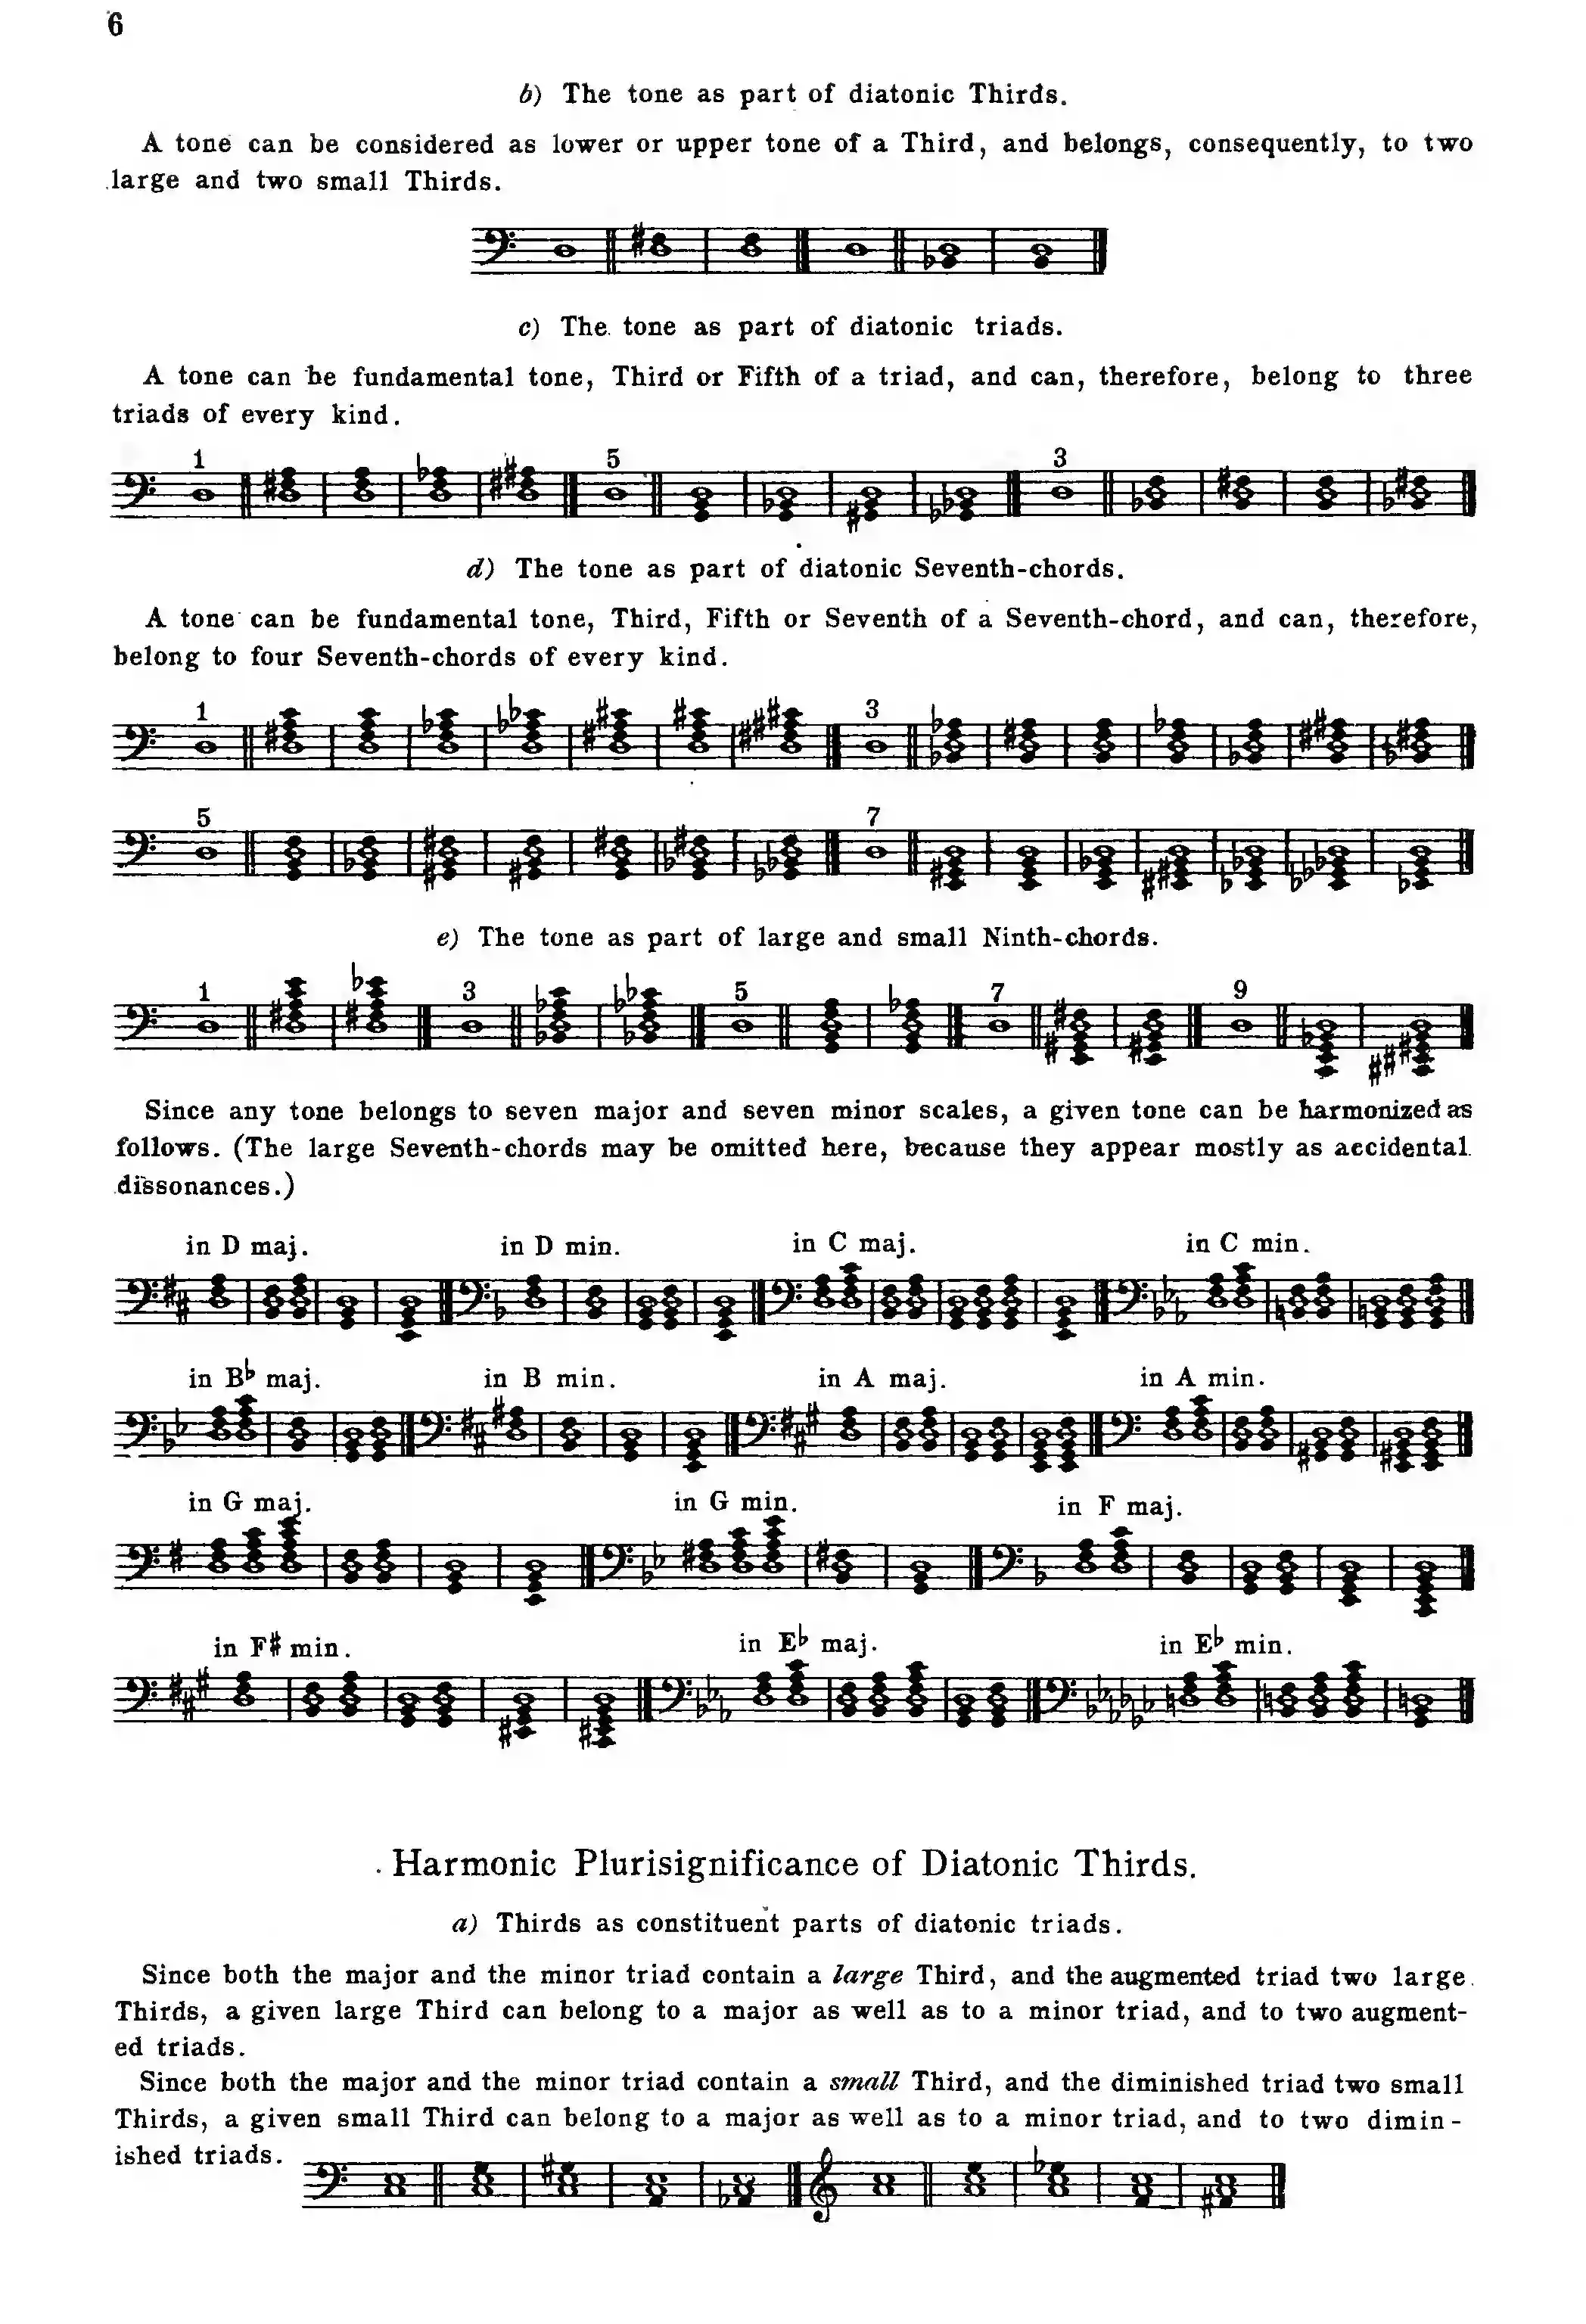 6
b) The tone as part of diatonic Thirds.
A tone can be considered as lower or upper tone of a Third, and belongs, consequently, to two
large and two small Thirds.
c) The tone as part of diatonic triads.
A tone can be fundamental tone, Third or Fifth of a triad, and can, therefore, belong to three
triads of every kind.
1 5 3
d) The tone as part of diatonic Seventh-chords.
A tone can be fundamental tone, Third, Fifth or Seventh of a Seventh-chord, and can, therefore,
belong to four Seventh-chords of every kind.
1 3
5 7
e) The tone as part of large and small Ninth-chords.
1 3 5 7 9
Since any tone belongs to seven major and seven minor scales, a given tone can be harmonized as
follows. (The large Seventh-chords may be omitted here, because they appear mostly as accidental
dissonances.)
in D maj. in D min. in C maj. in C min.
in B♭ maj. in B min. in A maj. in A min.
in G maj. in G min. in F maj.
in F♯ min. in E♭ maj. in E♭ min.
Harmonic Plurisignificance of Diatonic Thirds.
a) Thirds as constituent parts of diatonic triads.
Since both the major and the minor triad contain a large Third, and the augmented triad two large
Thirds, a given large Third can belong to a major as well as to a minor triad, and to two augment-
ed triads.
Since both the major and the minor triad contain a small Third, and the diminished triad two small
Thirds, a given small Third can belong to a major as well as to a minor triad, and to two dimin-
ished triads.